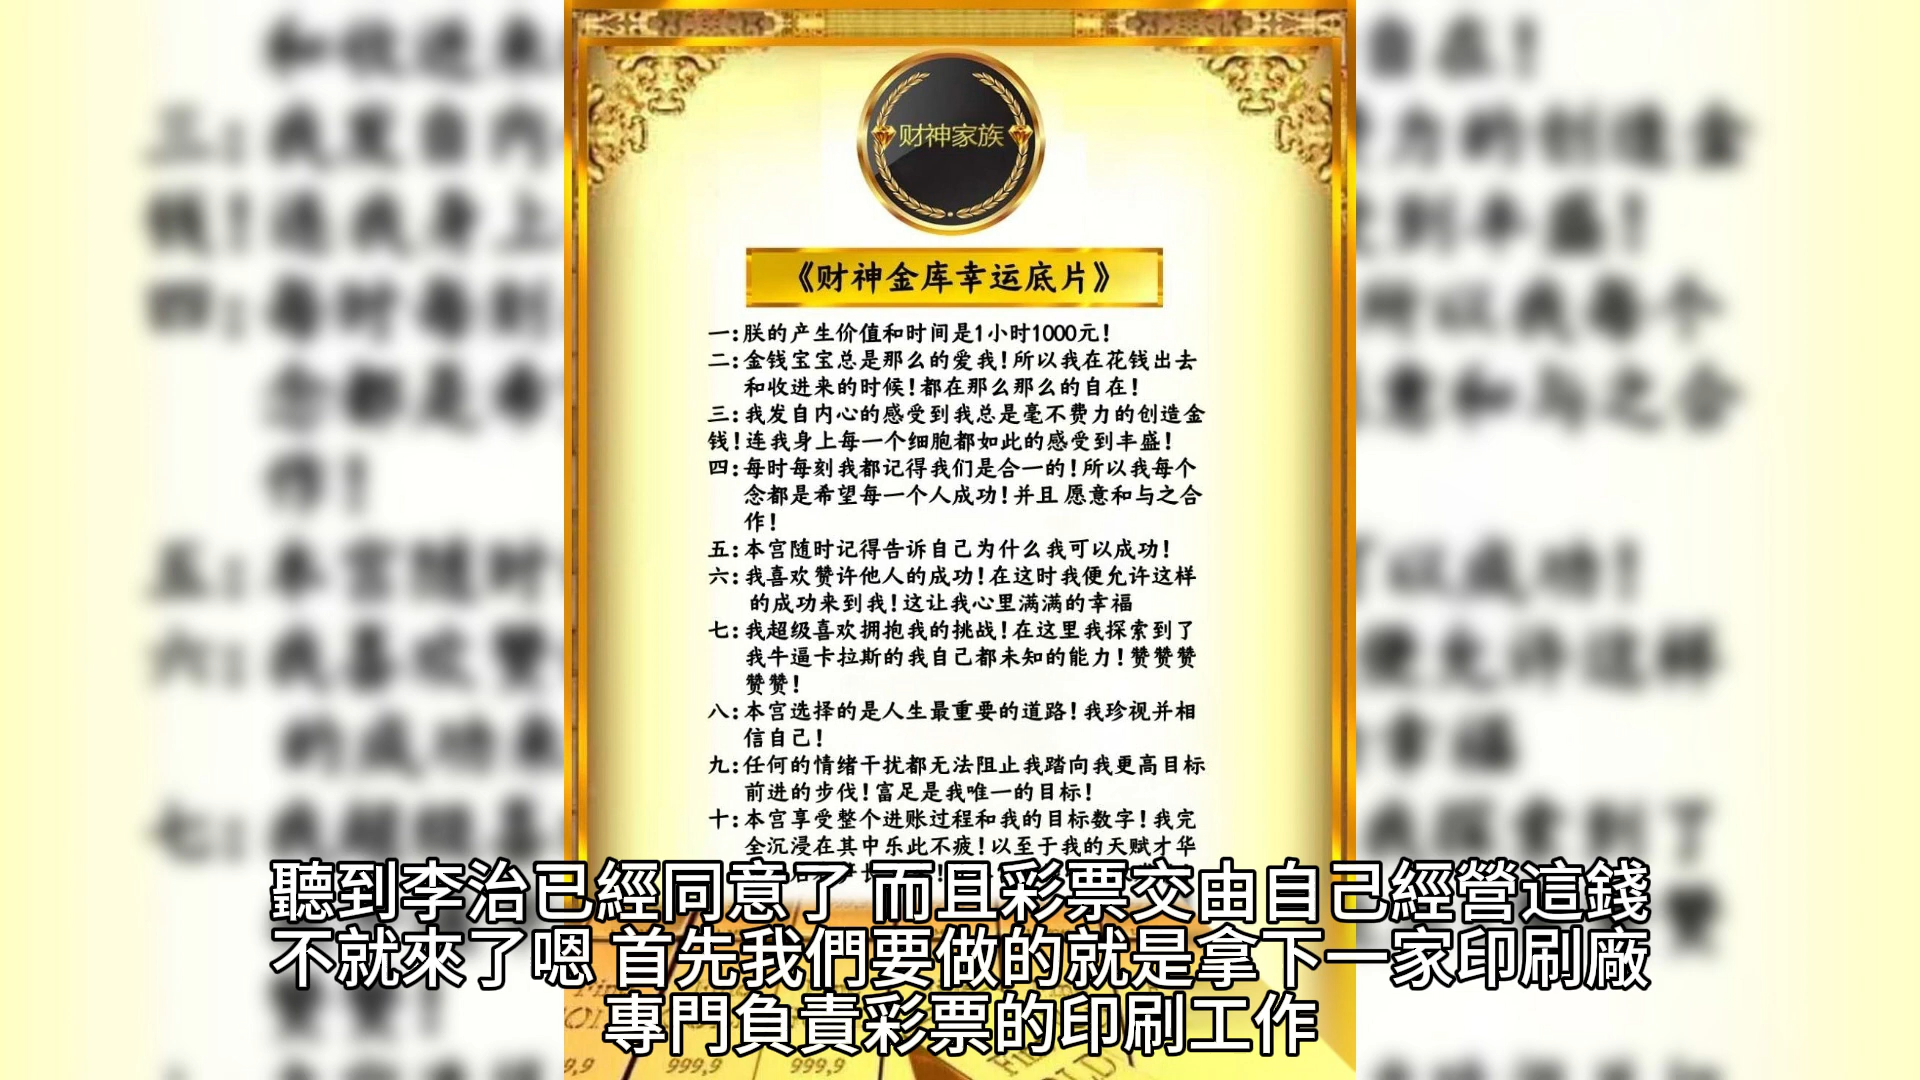 财神家族
《财神金库幸运底片》
一:朕的产生价值和时间是1小时1000元!
二:金钱宝宝总是那么的爱我!所以我在花钱出去
和收进来的时候!都在那么那么的自在!
三:我发自内心的感受到我总是毫不费力的创造金
钱!连我身上每一个细胞都如此的感受到丰盛!
四:每时每刻我都记得我们是合一的!所以我每个
念都是希望每一个人成功!并且愿意和与之合
作!
五:本宫随时记得告诉自己为什么我可以成功!
六:我喜欢赞许他人的成功!在这时我便允许这样
的成功来到我!这让我心里满满的幸福
七:我超级喜欢拥抱我的挑战!在这里我探索到了
我牛逼卡拉斯的我自己都未知的能力!赞赞赞
赞赞!
八:本宫选择的是人生最重要的道路!我珍视并相
信自己!
九:任何的情绪干扰都无法阻止我踏向我更高目标
前进的步伐!富足是我唯一的目标!
十:本宫享受整个进账过程和我的目标数字!我完
全沉浸在其中乐此不疲!以至于我的天赋才华
聽到李治已經同意了 而且彩票交由自己經營這錢
不就來了嗯 首先我們要做的就是拿下一家印刷廠
專門負責彩票的印刷工作
999,9
999,9